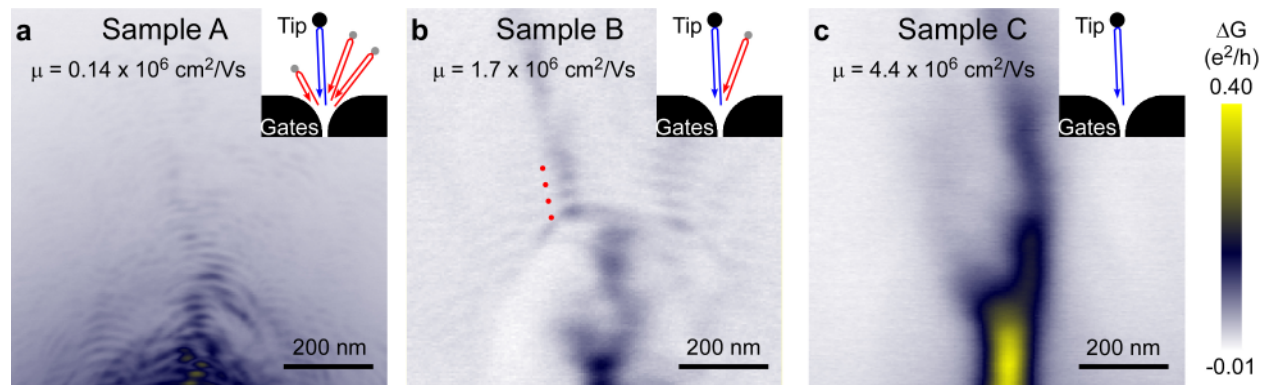 a Sample A
μ = 0.14 x 10⁶ cm²/Vs
Tip
Gates
200 nm
b Sample B
μ = 1.7 x 10⁶ cm²/Vs
Tip
Gates
200 nm
c Sample C
μ = 4.4 x 10⁶ cm²/Vs
Tip
Gates
200 nm
ΔG
(e²/h)
0.40
-0.01